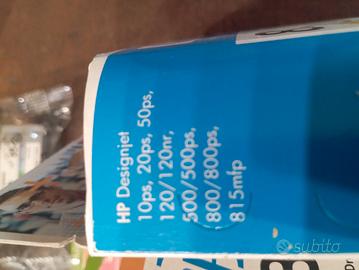 HP Designjet
10ps, 20ps, 50ps,
120/120nr,
500/500ps,
800/800ps,
815mfp
subito